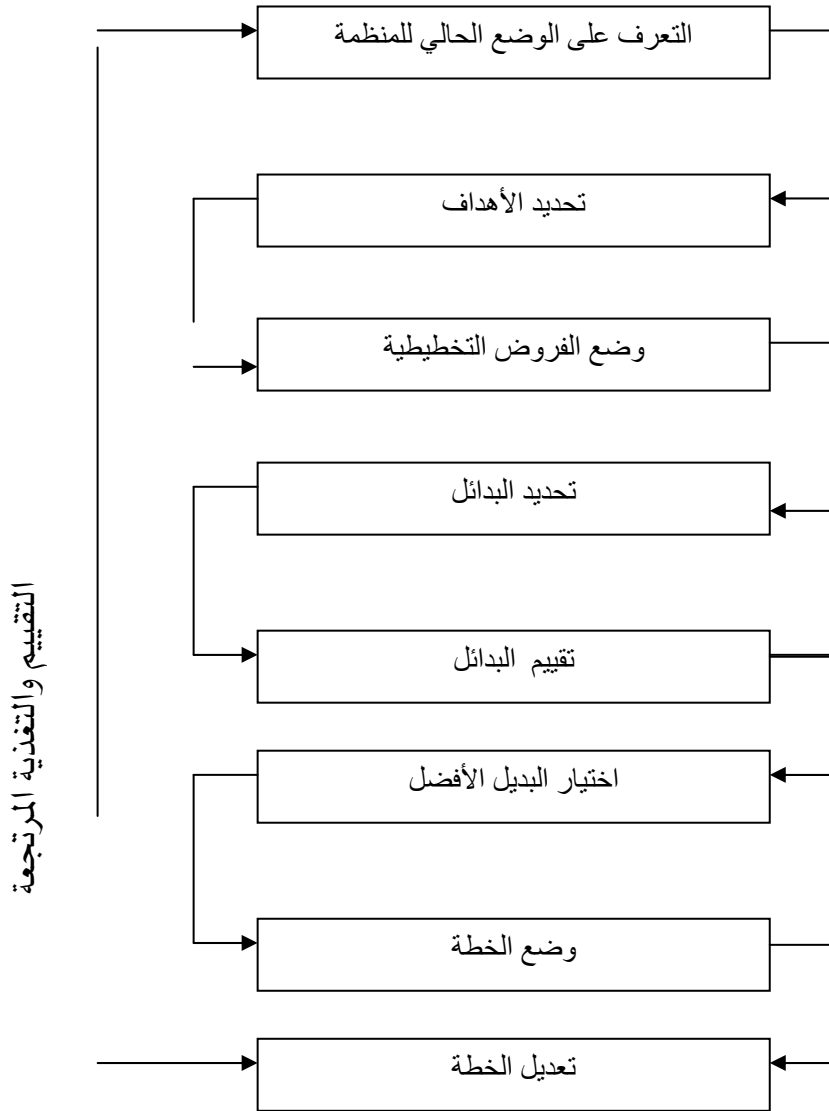 التعرف على الوضع الحالي للمنظمة
تحديد الأهداف
وضع الفروض التخطيطية
تحديد البدائل
تقييم البدائل
اختيار البديل الأفضل
وضع الخطة
تعديل الخطة
التقييم والتغذية المرتجعة